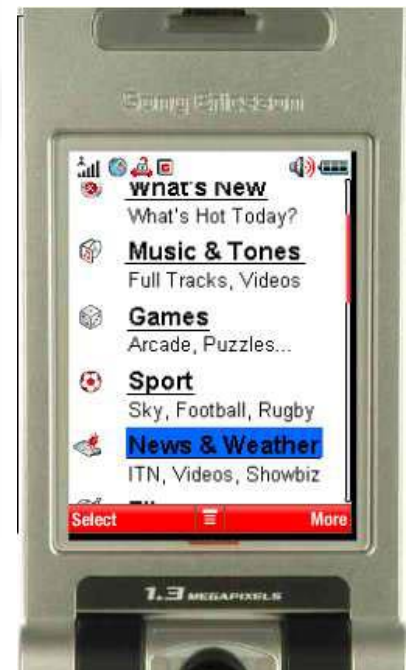 Sony Ericsson
What's New
What's Hot Today?
Music & Tones
Full Tracks, Videos
Games
Arcade, Puzzles...
Sport
Sky, Football, Rugby
News & Weather
ITN, Videos, Showbiz
Select
More
1.3 MEGAPIXELS